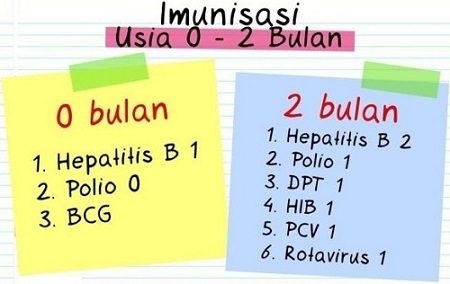 Imunisasi
Usia 0 - 2 Bulan
0 bulan
1. Hepatitis B 1
2. Polio 0
3. BCG
2 bulan
1. Hepatitis B 2
2. Polio 1
3. DPT 1
4. HIB 1
5. PCV 1
6. Rotavirus 1